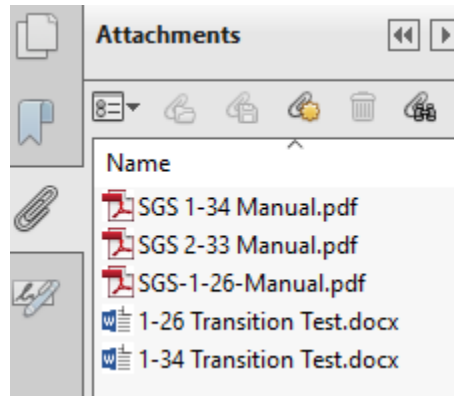 Attachments
Name
SGS 1-34 Manual.pdf
SGS 2-33 Manual.pdf
SGS-1-26-Manual.pdf
1-26 Transition Test.docx
1-34 Transition Test.docx